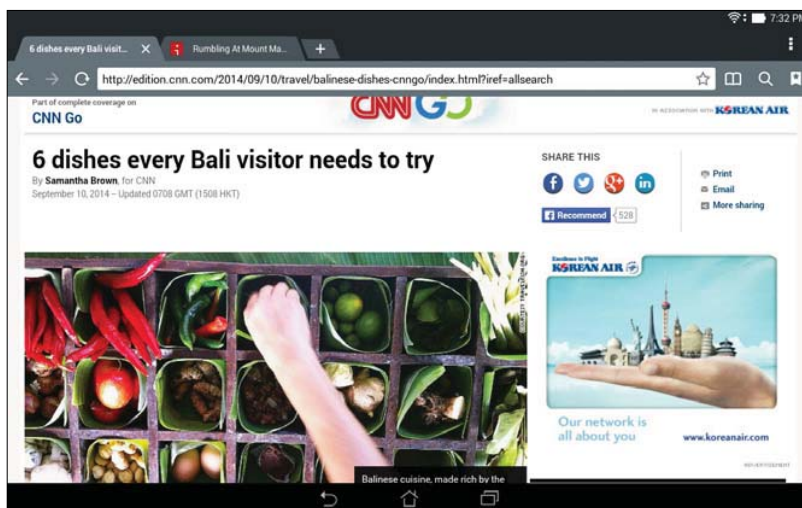 7:32 PM
6 dishes every Bali visit...
Rumbling At Mount Ma...
http://edition.cnn.com/2014/09/10/travel/balinese-dishes-cnngo/index.html?iref=allsearch
Part of complete coverage on
CNN Go
CNN GO
IN ASSOCIATION WITH KOREAN AIR
6 dishes every Bali visitor needs to try
By Samantha Brown, for CNN
September 10, 2014 – Updated 0708 GMT (1508 HKT)
SHARE THIS
Recommend 528
Print
Email
More sharing
Excellence in Flight
KOREAN AIR
Our network is
all about you
www.koreanair.com
ADVERTISEMENT
Balinese cuisine, made rich by the